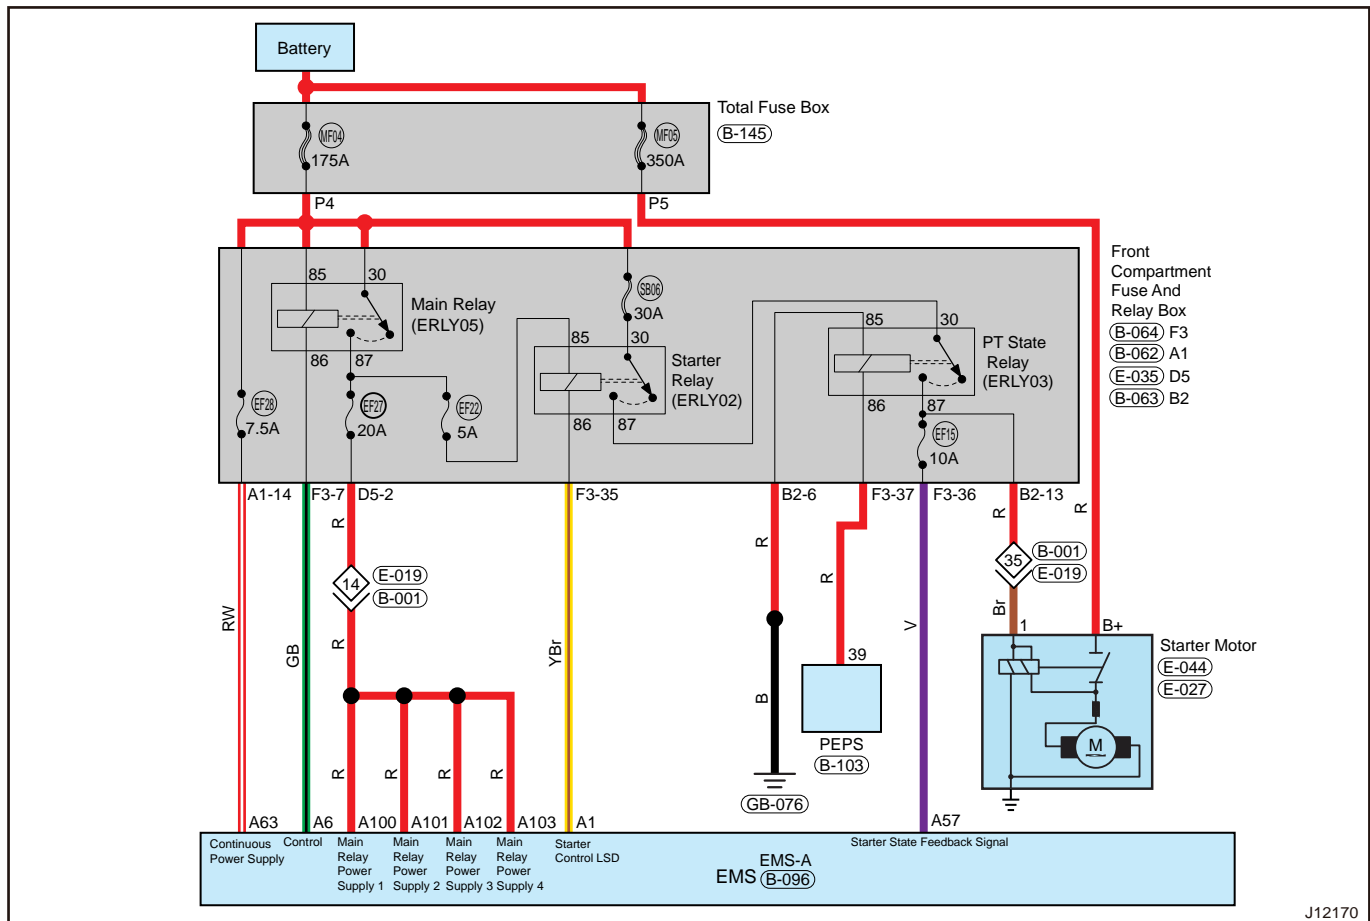 Battery
Total Fuse Box
B-145
MF04
175A
MF05
350A
P4
P5
Front
Compartment
Fuse And
Relay Box
B-064 F3
B-062 A1
E-035 D5
B-063 B2
85
30
Main Relay
(ERLY05)
86
87
SB06
30A
85
30
Starter
Relay
(ERLY02)
86
87
85
30
PT State
Relay
(ERLY03)
86
87
EF28
7.5A
EF27
20A
EF22
5A
EF15
10A
A1-14
F3-7
D5-2
F3-35
B2-6
F3-37
F3-36
B2-13
R
R
R
R
R
14
E-019
B-001
35
B-001
E-019
RW
GB
R
YBr
B
V
Br
39
PEPS
B-103
GB-076
1
B+
Starter Motor
E-044
E-027
M
R
R
R
R
A63
A6
A100
A101
A102
A103
A1
A57
Continuous
Power Supply
Control
Main
Relay
Power
Supply 1
Main
Relay
Power
Supply 2
Main
Relay
Power
Supply 3
Main
Relay
Power
Supply 4
Starter
Control LSD
Starter State Feedback Signal
EMS-A
EMS B-096
J12170